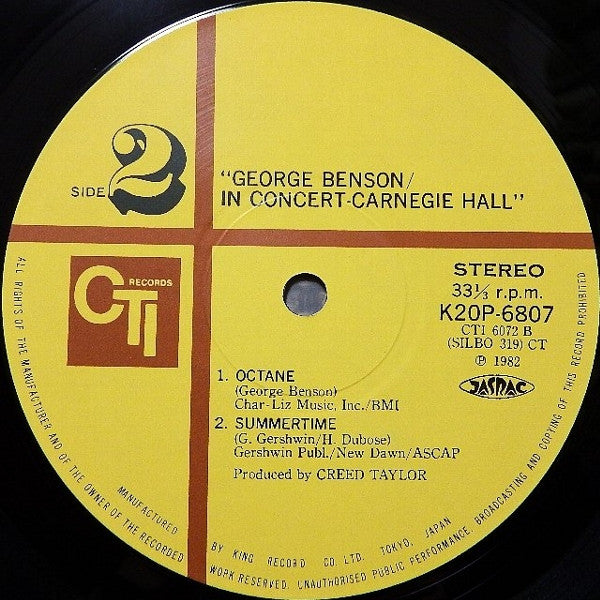 SIDE 2
"GEORGE BENSON/
IN CONCERT-CARNEGIE HALL"
CTI RECORDS
STEREO
33⅓ r.p.m.
K20P-6807
CTI 6072 B
(SILBO 319) CT
℗ 1982
JASRAC
1. OCTANE
(George Benson)
Char-Liz Music, Inc./BMI
2. SUMMERTIME
(G. Gershwin/H. Dubose)
Gershwin Publ./New Dawn/ASCAP
Produced by CREED TAYLOR
ALL RIGHTS OF THE MANUFACTURER AND OF THE OWNER OF THE RECORDED WORK RESERVED. UNAUTHORISED PUBLIC PERFORMANCE. BROADCASTING AND COPYING OF THIS RECORD PROHIBITED
MANUFACTURED BY KING RECORD CO. LTD. TOKYO, JAPAN